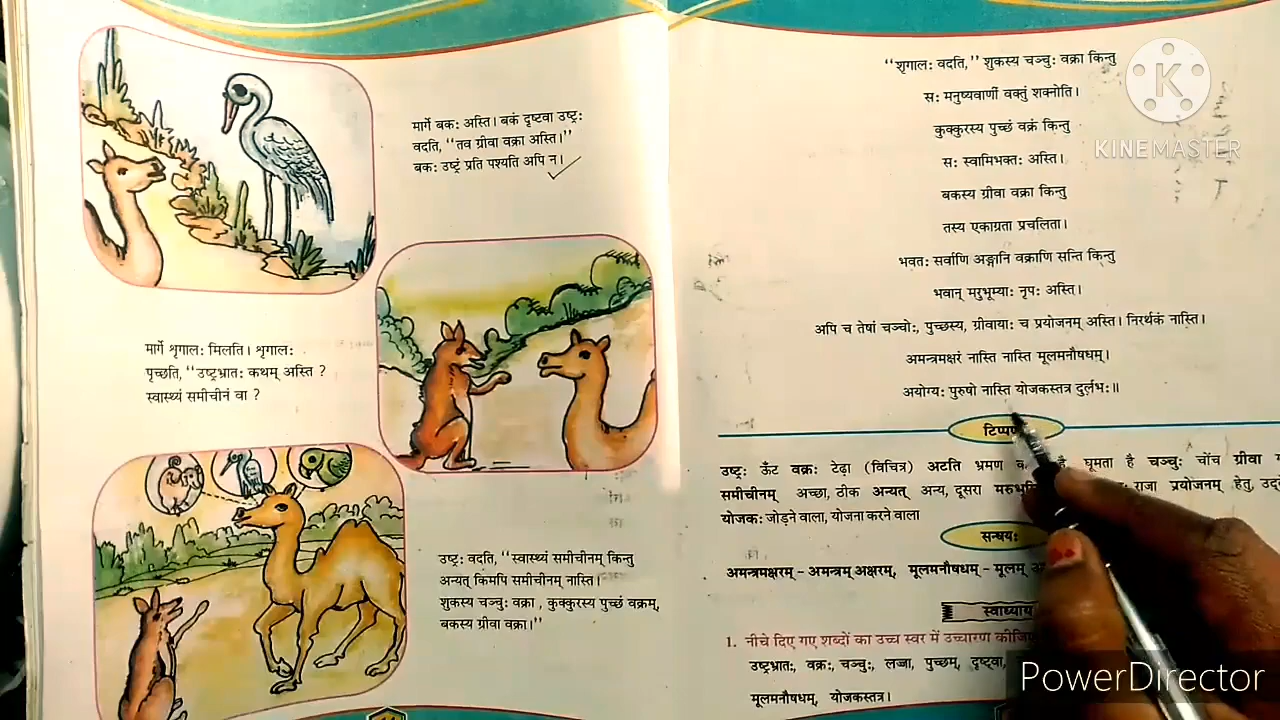 मार्गे बकः अस्ति। बकं दृष्टवा उष्ट्रः
वदति, "तव ग्रीवा वक्रा अस्ति।"
बकः उष्ट्रं प्रति पश्यति अपि न।
मार्गे श्रृगालः मिलति। श्रृगालः
पृच्छति, "उष्ट्रभ्रातः कथम् अस्ति ?
स्वास्थ्यं समीचीनं वा ?
उष्ट्रः वदति, "स्वास्थ्यं समीचीनम् किन्तु
अन्यत् किमपि समीचीनम् नास्ति।
शुकस्य चञ्चुः वक्रा , कुक्कुरस्य पुच्छं वक्रम्,
बकस्य ग्रीवा वक्रा।"
"श्रृगालः वदति," शुकस्य चञ्चुः वक्रा किन्तु
सः मनुष्यवाणीं वक्तुं शक्नोति।
कुक्कुरस्य पुच्छं वक्रं किन्तु
सः स्वामिभक्तः अस्ति।
बकस्य ग्रीवा वक्रा किन्तु
तस्य एकाग्रता प्रचलिता।
भवतः सर्वाणि अङ्गानि वक्राणि सन्ति किन्तु
भवान् मरुभूम्याः नृपः अस्ति।
अपि च तेषां चञ्चोः, पुच्छस्य, ग्रीवायाः च प्रयोजनम् अस्ति। निरर्थकं नास्ति।
अमन्त्रमक्षरं नास्ति नास्ति मूलमनौषधम्।
अयोग्यः पुरुषो नास्ति योजकस्तत्र दुर्लभः॥
उष्ट्रः ऊँट वक्रः टेढ़ा (विचित्र) अटति भ्रमण है, घूमता है चञ्चुः चोंच ग्रीवा
समीचीनम् अच्छा, ठीक अन्यत् अन्य, दूसरा राजा प्रयोजनम् हेतु,
योजकः जोड़ने वाला, योजना करने वाला
सन्धयः
अमन्त्रमक्षरम् – अमन्त्रम् अक्षरम्, मूलमनौषधम् – मूलम्
स्वाध्याय
1. नीचे दिए गए शब्दों का उच्च स्वर में उच्चारण कीजिए
उष्ट्रभ्रातः, वक्रः, चञ्चुः, लज्जा, पुच्छम्, दृष्ट्वा,
मूलमनौषधम्, योजकस्तत्र।
K
KINEMASTER
PowerDirector